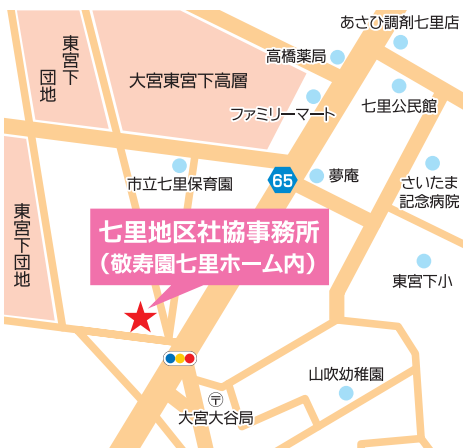 あさひ調剤七里店
高橋薬局
東宮下
団地
大宮東宮下高層
ファミリーマート
七里公民館
市立七里保育園
65
夢庵
さいたま
記念病院
東宮下団地
七里地区社協事務所
（敬寿園七里ホーム内）
東宮下小
山吹幼稚園
〒
大宮大谷局